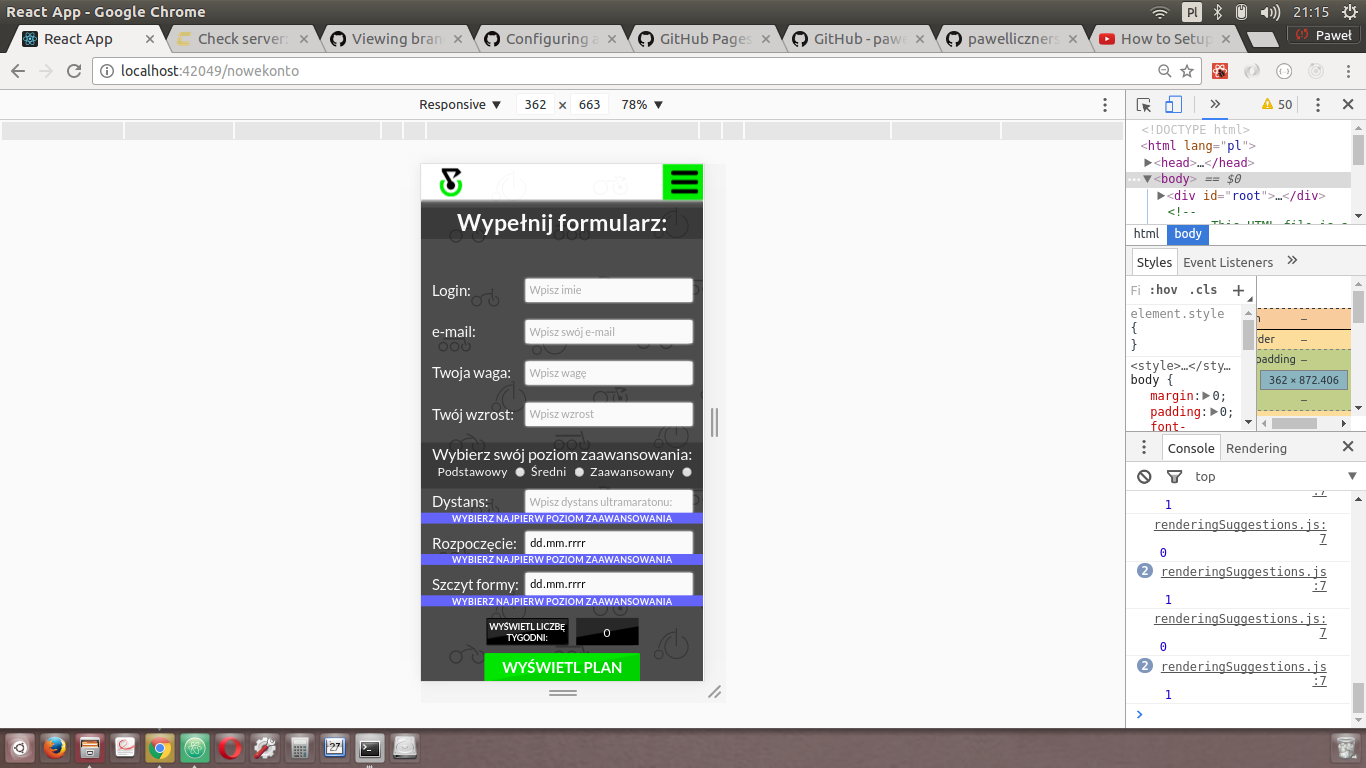 React App - Google Chrome
Pl
21:15
React App
Check server:
Viewing bran
Configuring a
GitHub Pages
GitHub - pawe
pawelliczners
How to Setup
Paweł
localhost:42049/nowekonto
Responsive ▼ 362 × 663 78% ▼
50
Wypełnij formularz:
Login: Wpisz imie
e-mail: Wpisz swój e-mail
Twoja waga: Wpisz wagę
Twój wzrost: Wpisz wzrost
Wybierz swój poziom zaawansowania:
Podstawowy Średni Zaawansowany
Dystans: Wpisz dystans ultramaratonu:
WYBIERZ NAJPIERW POZIOM ZAAWANSOWANIA
Rozpoczęcie: dd.mm.rrrr
WYBIERZ NAJPIERW POZIOM ZAAWANSOWANIA
Szczyt formy: dd.mm.rrrr
WYBIERZ NAJPIERW POZIOM ZAAWANSOWANIA
WYŚWIETL LICZBĘ
TYGODNI:
0
WYŚWIETL PLAN
<!DOCTYPE html>
<html lang="pl">
▶<head>…</head>
…▼<body> == $0
▶<div id="root">…</div>
<!--
html body
Styles Event Listeners
Fi :hov .cls +
element.style
{
}
<style>…</sty…
body {
margin:▶0;
padding:▶0;
font-
n –
der –
padding –
362 × 872.406
–
Console Rendering
top ▼
:7
1
renderingSuggestions.js:
7
0
2 renderingSuggestions.js
:7
1
renderingSuggestions.js:
7
0
2 renderingSuggestions.js
:7
1
>
27